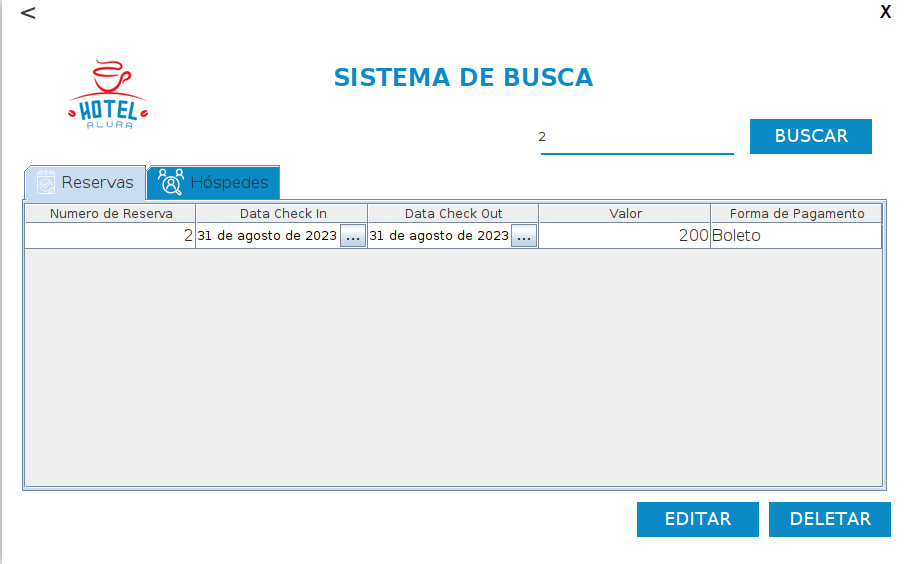 < X
SISTEMA DE BUSCA
HOTEL
ALURA
2 BUSCAR
Reservas Hóspedes
Numero de Reserva Data Check In Data Check Out Valor Forma de Pagamento
2 31 de agosto de 2023 ... 31 de agosto de 2023 ... 200 Boleto
EDITAR DELETAR